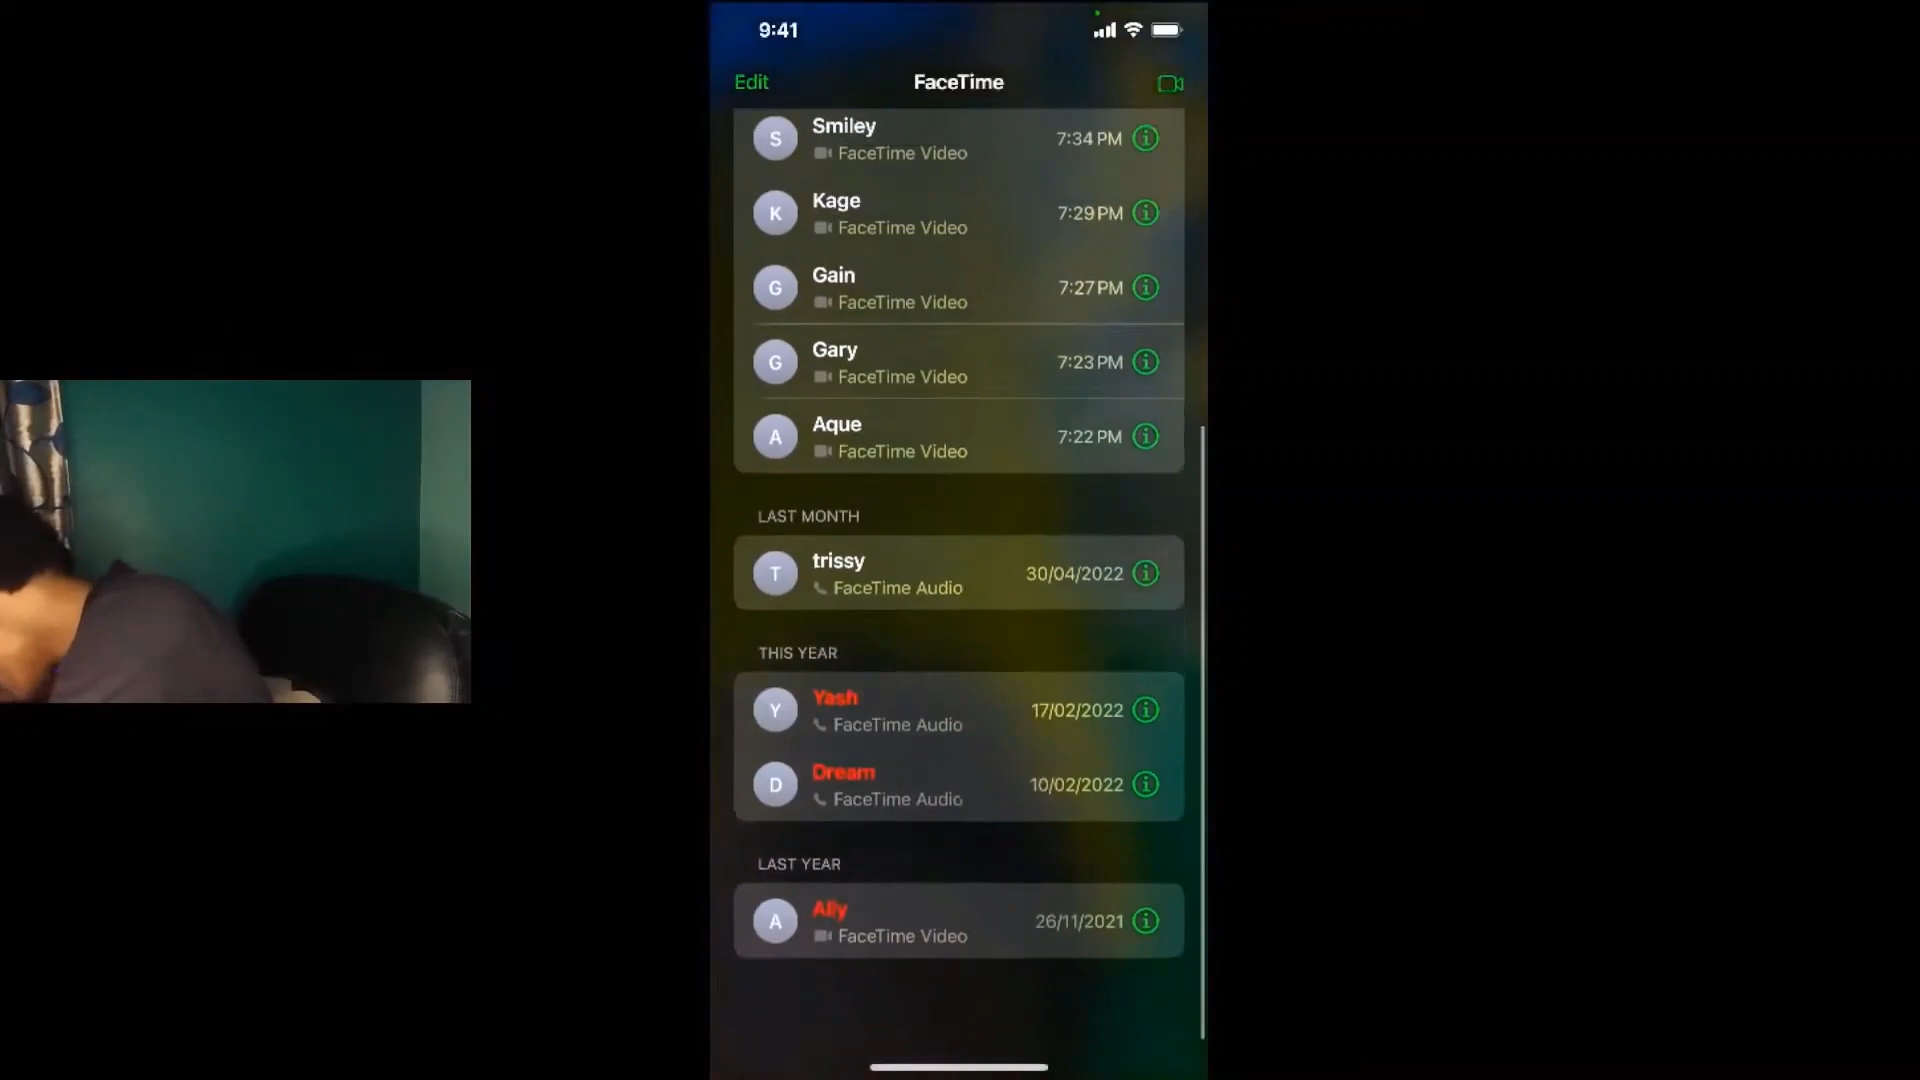 9:41
Edit
FaceTime
S
Smiley
FaceTime Video
7:34 PM
K
Kage
FaceTime Video
7:29 PM
G
Gain
FaceTime Video
7:27 PM
G
Gary
FaceTime Video
7:23 PM
A
Aque
FaceTime Video
7:22 PM
LAST MONTH
T
trissy
FaceTime Audio
30/04/2022
THIS YEAR
Y
Yash
FaceTime Audio
17/02/2022
D
Dream
FaceTime Audio
10/02/2022
LAST YEAR
A
Ally
FaceTime Video
26/11/2021